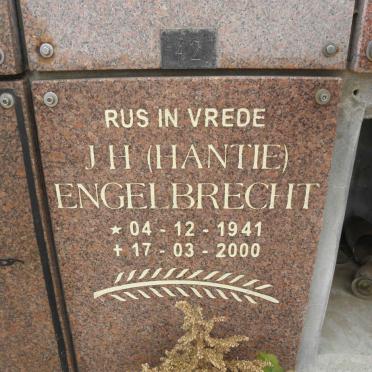 42
RUS IN VREDE
J H (HANTIE)
ENGELBRECHT
★ 04 - 12 - 1941
✝ 17 - 03 - 2000